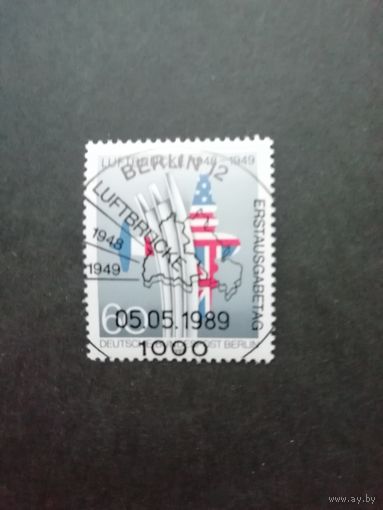 LUFTBRÜCKE 1948-1949
BERLIN 12
LUFTBRÜCKE
1948
1949
ERSTAUSGABETAG
60
05.05.1989
1000
DEUTSCHE BUNDESPOST BERLIN
ay.by